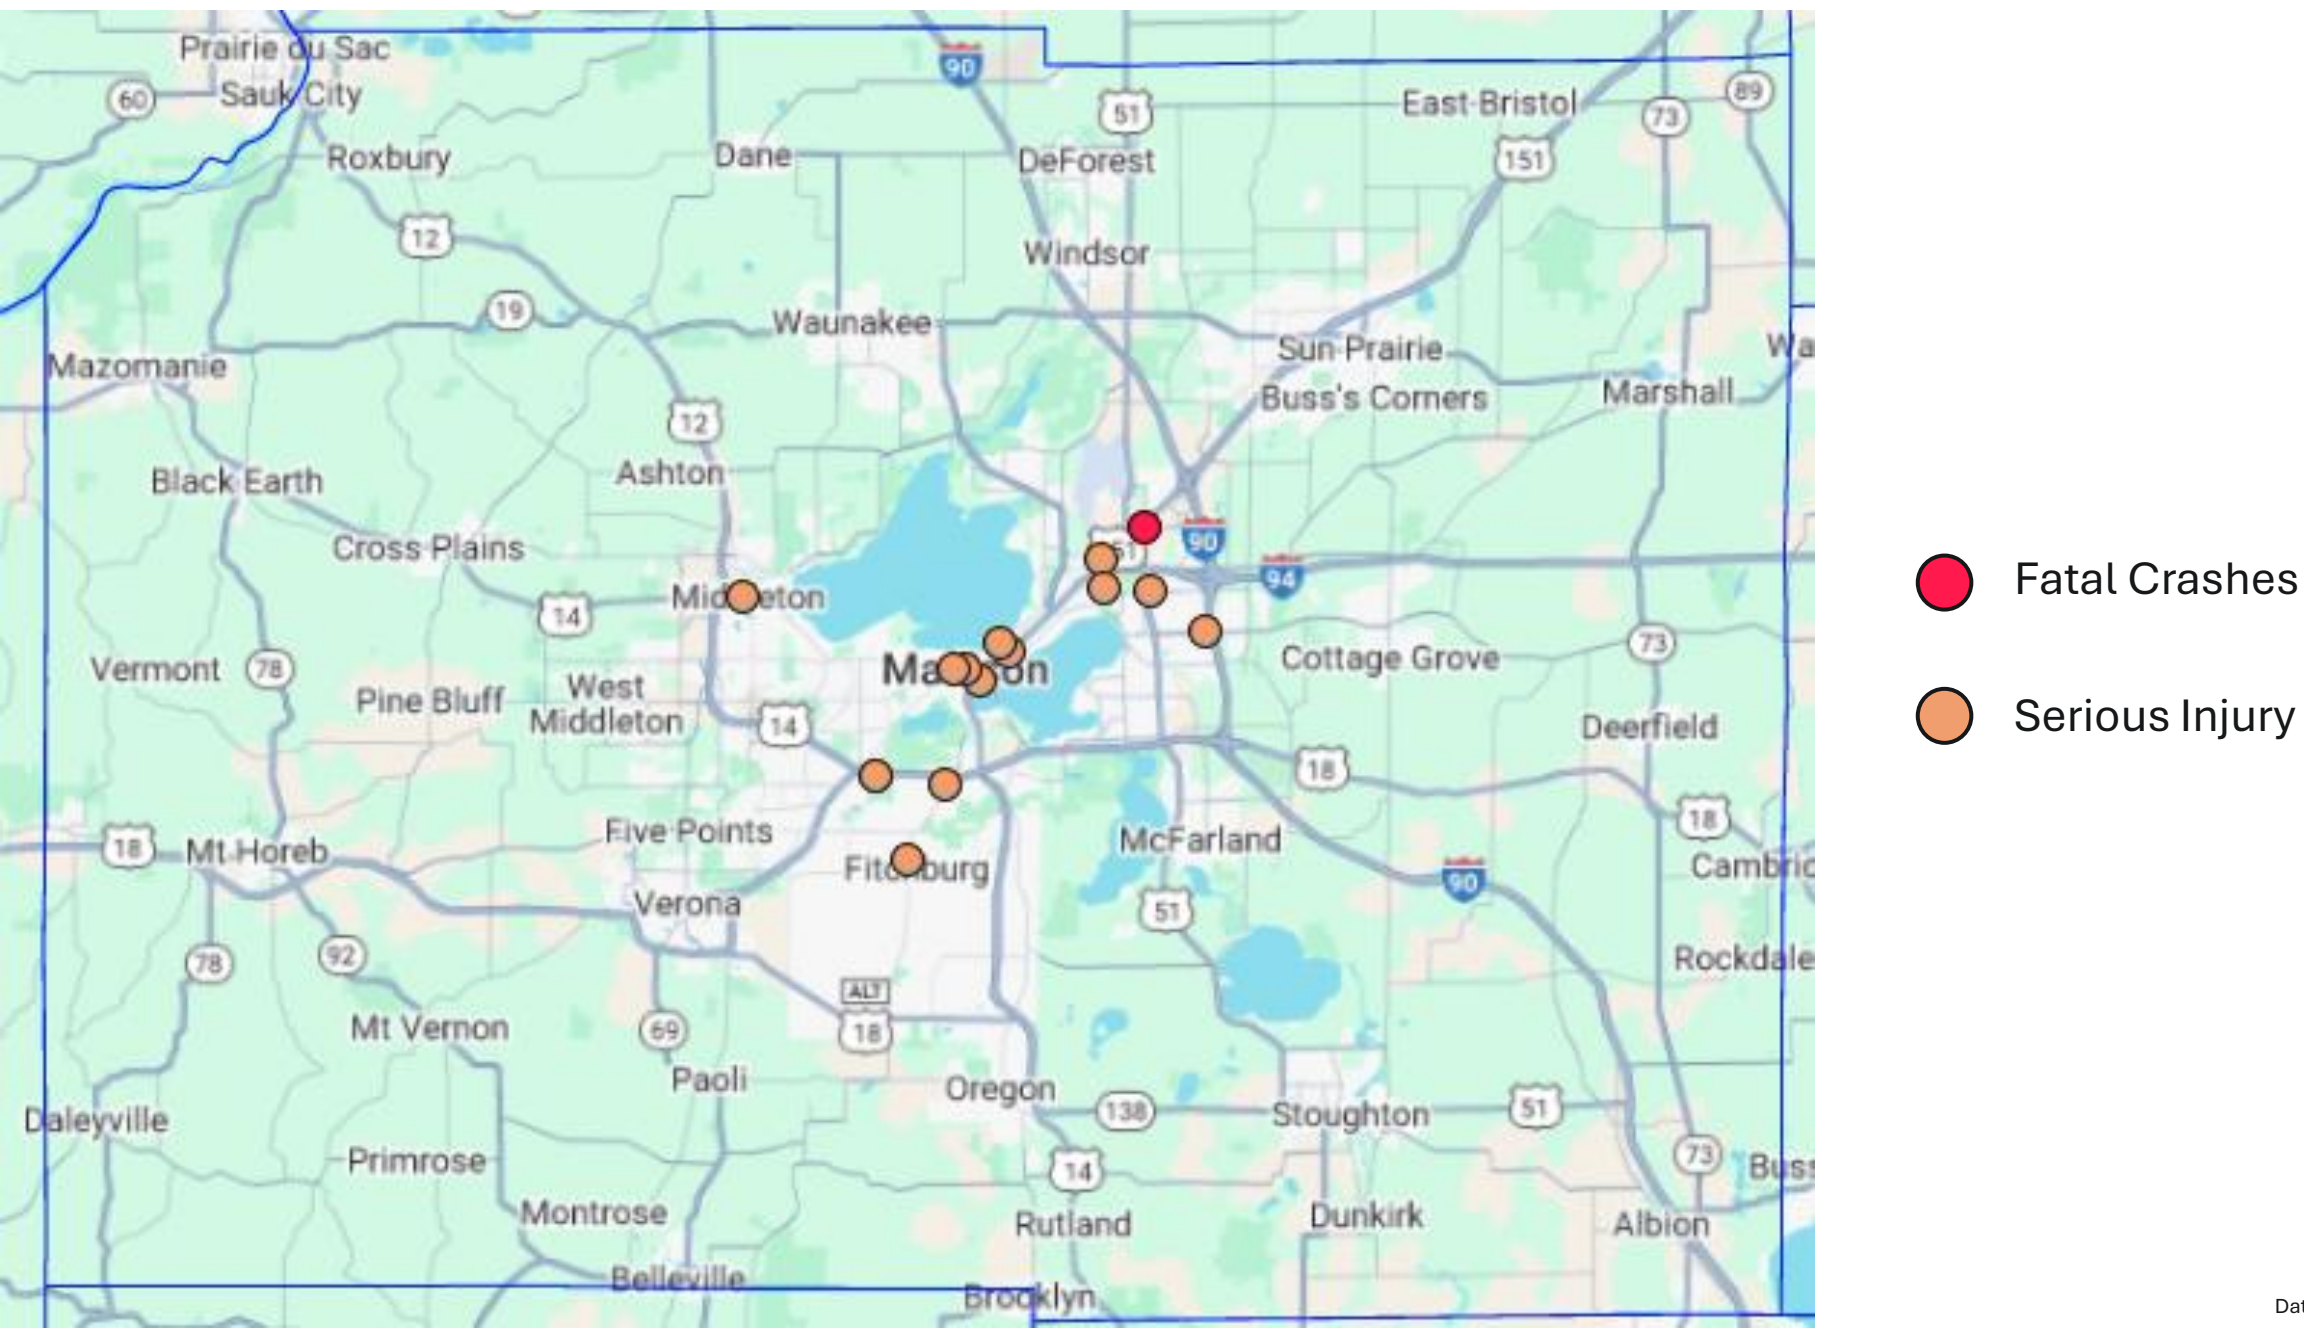 Prairie du Sac
90
60
Sauk City
89
51
East Bristol
73
Roxbury
Dane
DeForest
151
12
Windsor
19
Waunakee
Sun Prairie
Mazomanie
Marshall
Buss's Corners
12
Ashton
Black Earth
Cross Plains
51
90
94
Fatal Crashes
14
Vermont
78
73
Cottage Grove
West
Middleton
Pine Bluff
14
Deerfield
Serious Injury
18
18
Five Points
18
Mt Horeb
McFarland
90
Verona
51
78
92
Rockdale
ALT
18
Mt Vernon
69
Paoli
Oregon
138
Stoughton
51
Daleyville
Primrose
14
73
Montrose
Rutland
Dunkirk
Albion
Belleville
Brooklyn